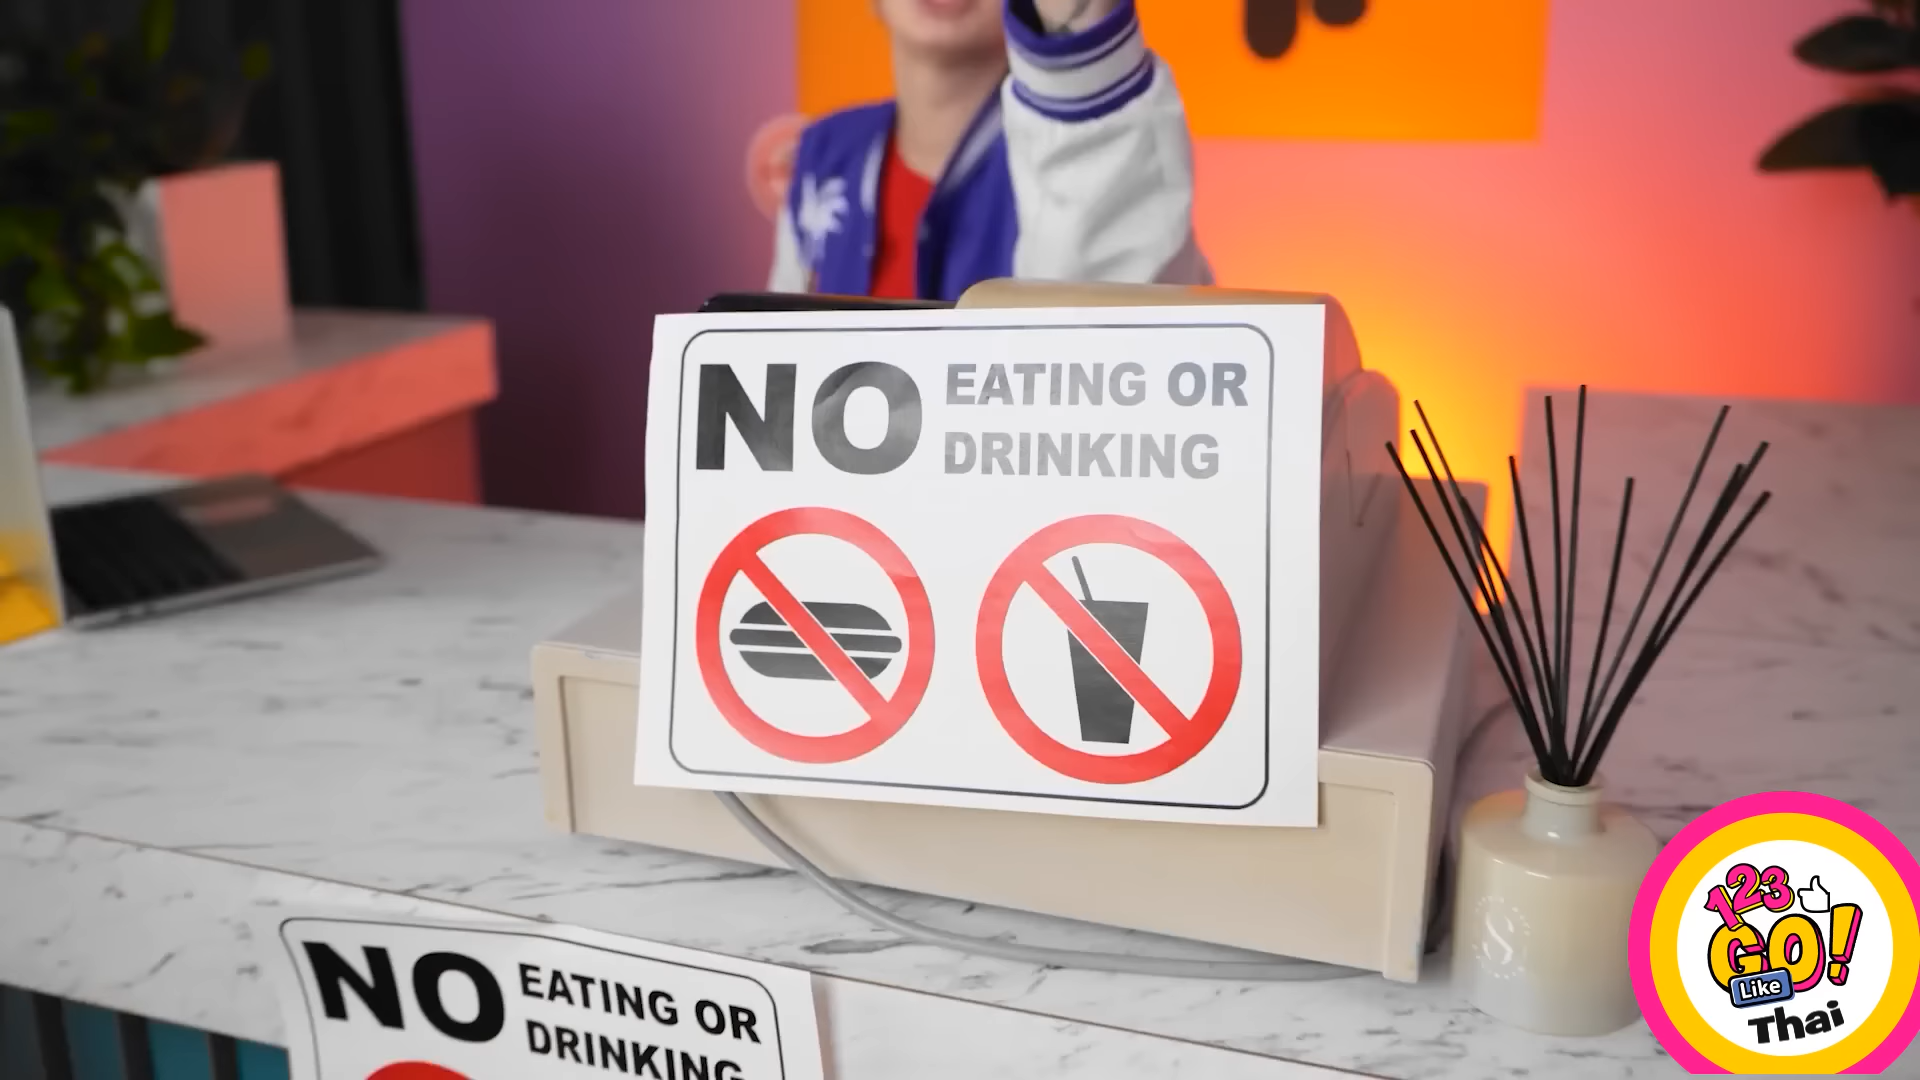 NO EATING OR
DRINKING
NO EATING OR
DRINKING
123
GO!
Like
Thai